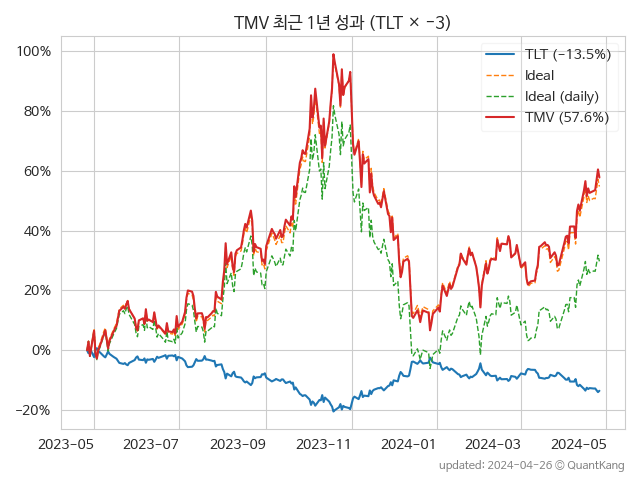 TMV 최근 1년 성과 (TLT × −3)
TLT (−13.5%)
Ideal
Ideal (daily)
TMV (57.6%)
100%
80%
60%
40%
20%
0%
−20%
2023-05 2023-07 2023-09 2023-11 2024-01 2024-03 2024-05
updated: 2024-04-26 © QuantKang